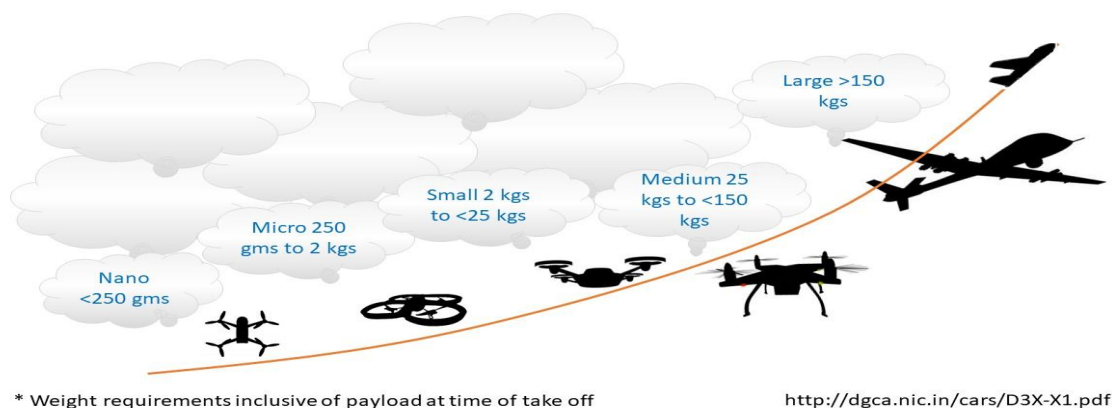 Large >150
kgs
Medium 25
kgs to <150
kgs
Small 2 kgs
to <25 kgs
Micro 250
gms to 2 kgs
Nano
<250 gms
* Weight requirements inclusive of payload at time of take off
http://dgca.nic.in/cars/D3X-X1.pdf